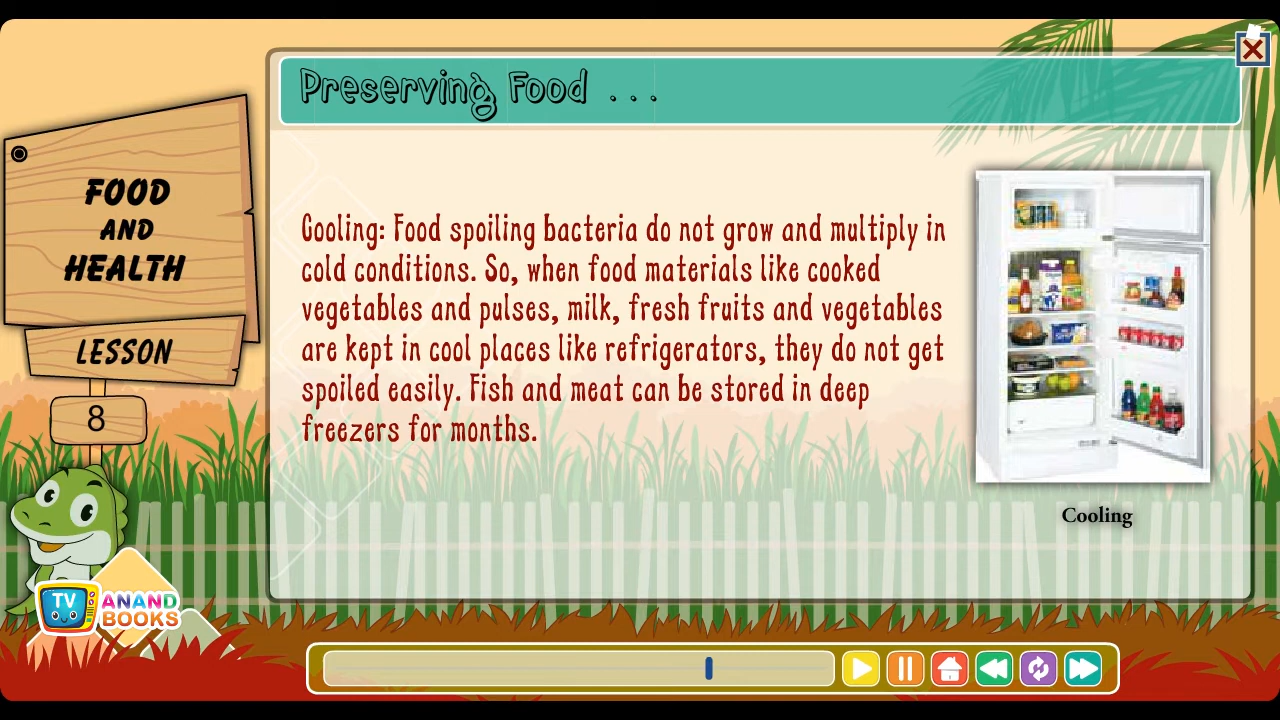 Preserving Food . . .
FOOD
AND
HEALTH
LESSON
8
Cooling: Food spoiling bacteria do not grow and multiply in
cold conditions. So, when food materials like cooked
vegetables and pulses, milk, fresh fruits and vegetables
are kept in cool places like refrigerators, they do not get
spoiled easily. Fish and meat can be stored in deep
freezers for months.
Cooling
TV
ANAND
BOOKS